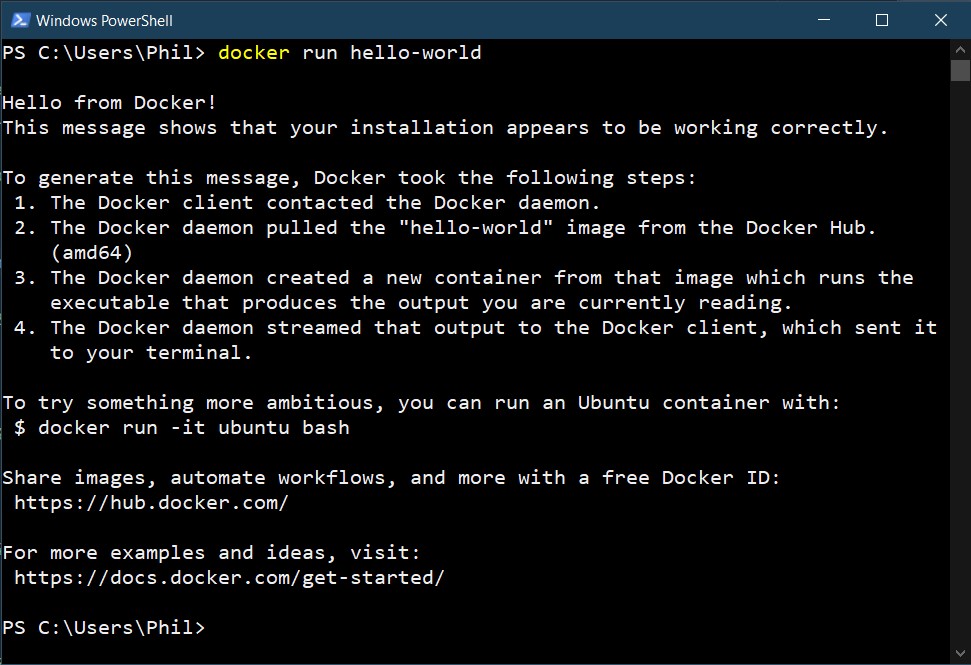 Windows PowerShell
PS C:\Users\Phil> docker run hello-world
Hello from Docker!
This message shows that your installation appears to be working correctly.
To generate this message, Docker took the following steps:
1. The Docker client contacted the Docker daemon.
2. The Docker daemon pulled the "hello-world" image from the Docker Hub.
(amd64)
3. The Docker daemon created a new container from that image which runs the
executable that produces the output you are currently reading.
4. The Docker daemon streamed that output to the Docker client, which sent it
to your terminal.
To try something more ambitious, you can run an Ubuntu container with:
$ docker run -it ubuntu bash
Share images, automate workflows, and more with a free Docker ID:
https://hub.docker.com/
For more examples and ideas, visit:
https://docs.docker.com/get-started/
PS C:\Users\Phil>